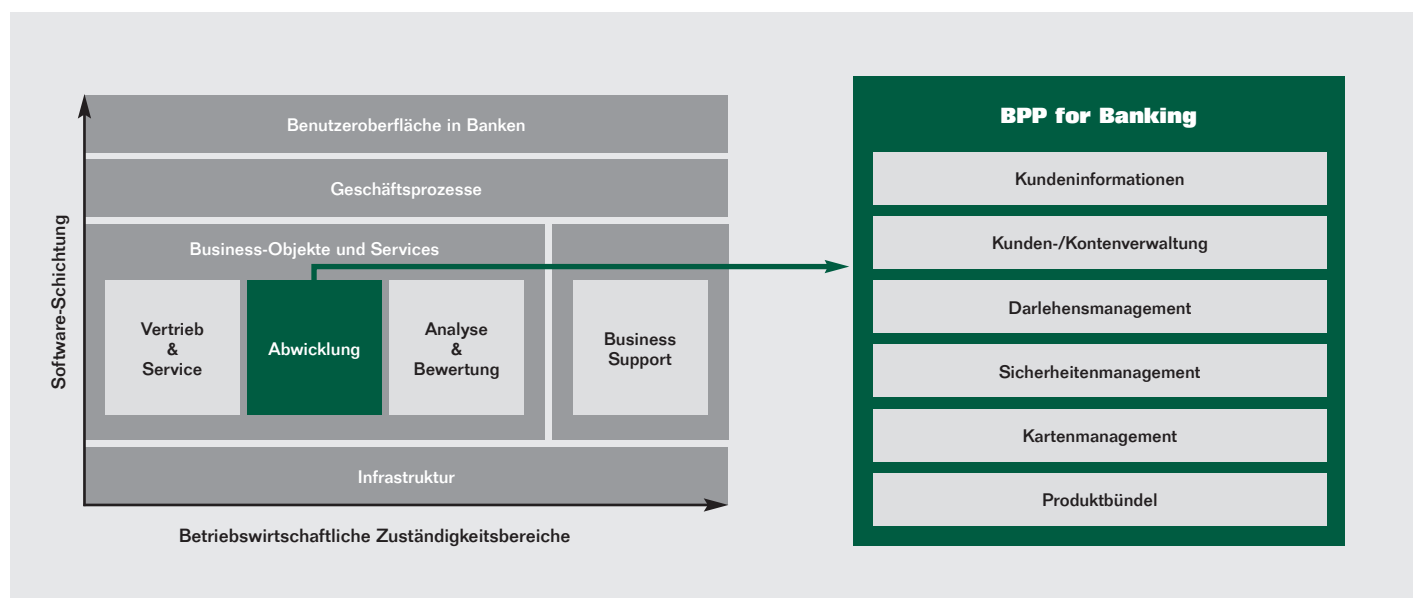 Software-Schichtung
Benutzeroberfläche in Banken
Geschäftsprozesse
Business-Objekte und Services
Vertrieb
&
Service
Abwicklung
Analyse
&
Bewertung
Business
Support
Infrastruktur
Betriebswirtschaftliche Zuständigkeitsbereiche
BPP for Banking
Kundeninformationen
Kunden-/Kontenverwaltung
Darlehensmanagement
Sicherheitenmanagement
Kartenmanagement
Produktbündel